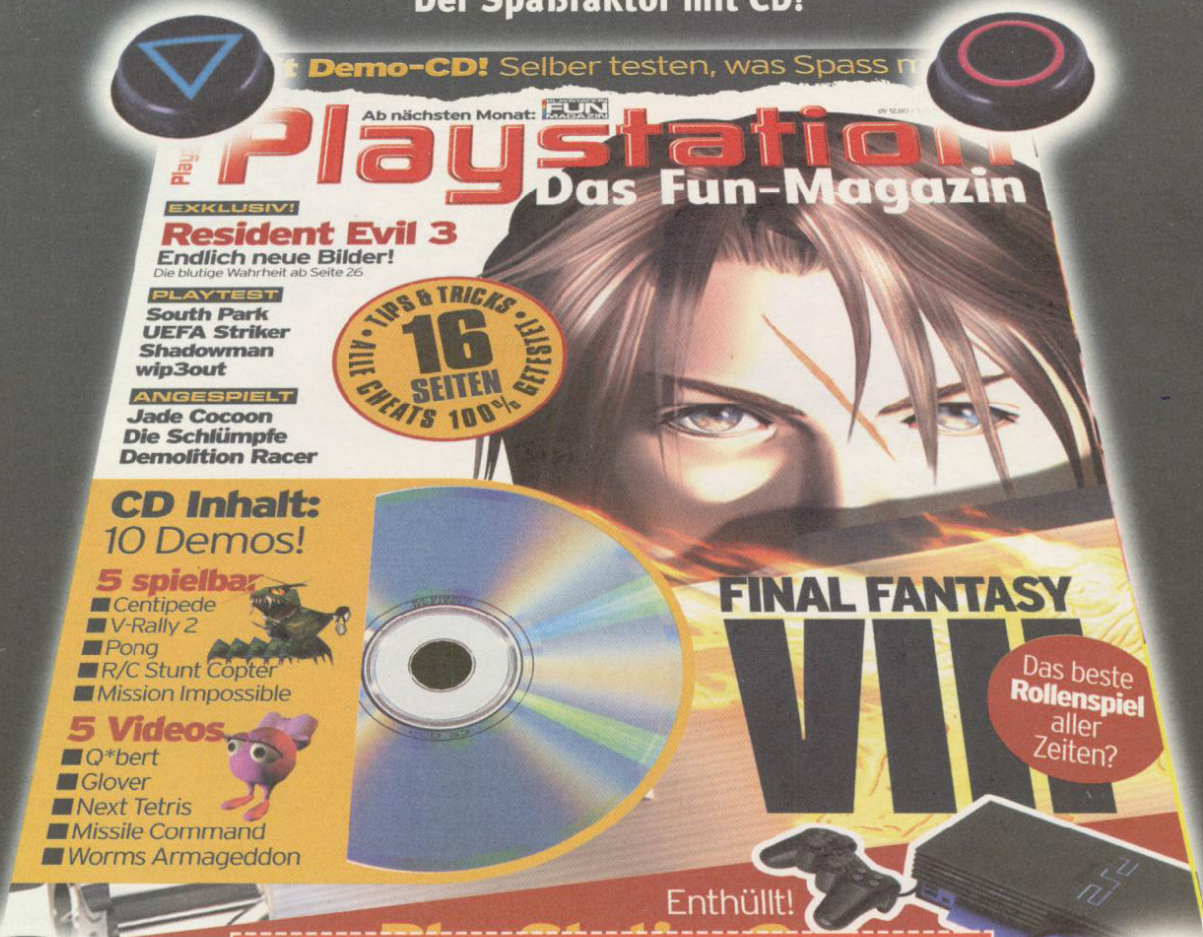 Der Spaßfaktor mit CD!
Demo-CD! Selber testen, was Spass
Ab nächsten Monat: PLAYSTATION FUN MAGAZIN
Playstation
Das Fun-Magazin
EXKLUSIV!
Resident Evil 3
Endlich neue Bilder!
Die blutige Wahrheit ab Seite 26
PLAYTEST
South Park
UEFA Striker
Shadowman
wip3out
ANGESPIELT
Jade Cocoon
Die Schlümpfe
Demolition Racer
TIPS & TRICKS
16
SEITEN
ALLE CHEATS 100% GETESTET
CD Inhalt:
10 Demos!
5 spielbar
Centipede
V-Rally 2
Pong
R/C Stunt Copter
Mission Impossible
5 Videos
Q*bert
Glover
Next Tetris
Missile Command
Worms Armageddon
FINAL FANTASY
VIII
Das beste
Rollenspiel
aller
Zeiten?
PS2
Enthüllt!
PlayStation 2